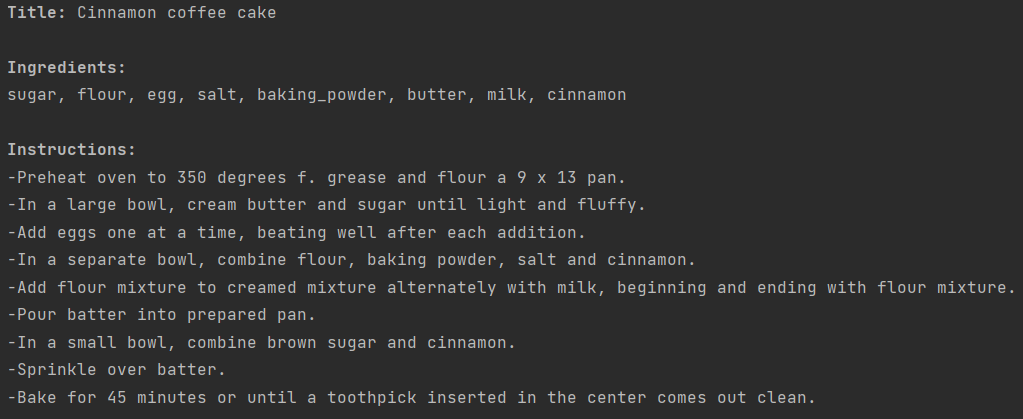 Title: Cinnamon coffee cake
Ingredients:
sugar, flour, egg, salt, baking_powder, butter, milk, cinnamon
Instructions:
-Preheat oven to 350 degrees f. grease and flour a 9 x 13 pan.
-In a large bowl, cream butter and sugar until light and fluffy.
-Add eggs one at a time, beating well after each addition.
-In a separate bowl, combine flour, baking powder, salt and cinnamon.
-Add flour mixture to creamed mixture alternately with milk, beginning and ending with flour mixture.
-Pour batter into prepared pan.
-In a small bowl, combine brown sugar and cinnamon.
-Sprinkle over batter.
-Bake for 45 minutes or until a toothpick inserted in the center comes out clean.